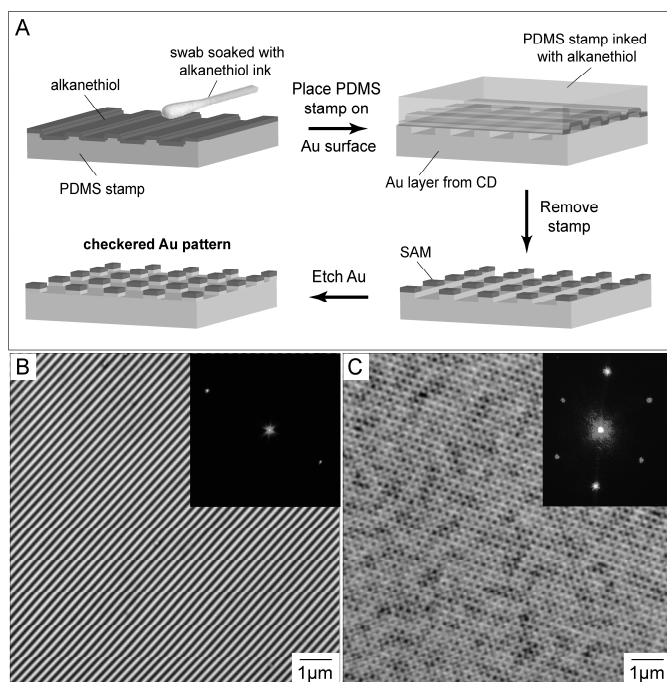 A
swab soaked with
alkanethiol ink
alkanethiol
PDMS stamp
Place PDMS
stamp on
Au surface
PDMS stamp inked
with alkanethiol
Au layer from CD
Remove
stamp
checkered Au pattern
Etch Au
SAM
B
1μm
C
1μm